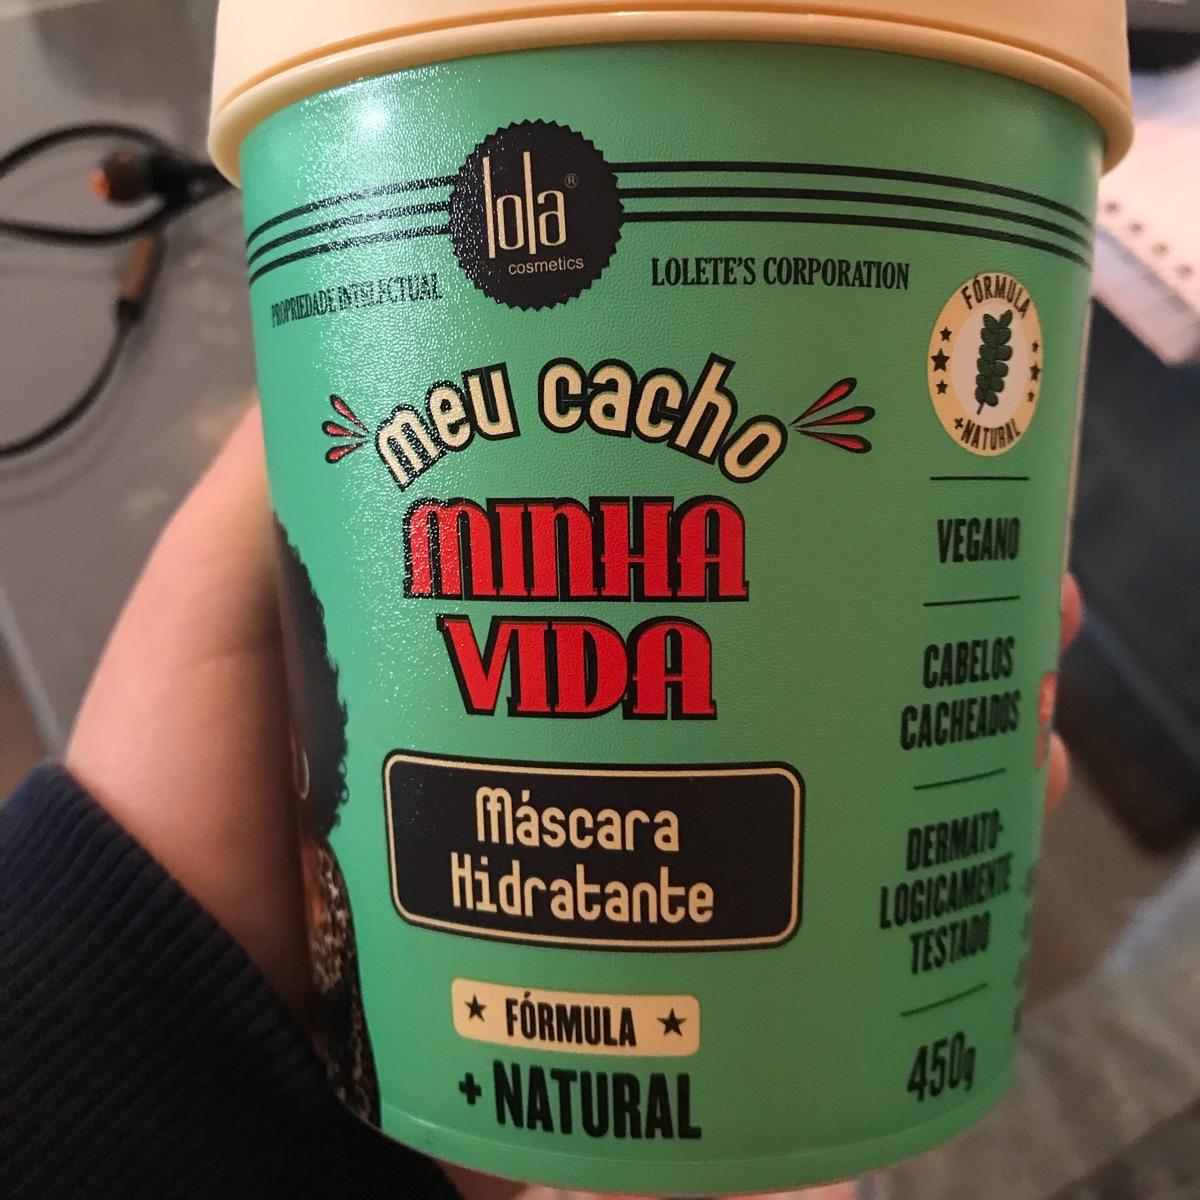 lola®
cosmetics
PROPRIEDADE INTELECTUAL
LOLETE'S CORPORATION
meu cacho
MINHA
VIDA
Máscara
Hidratante
★ FÓRMULA ★
+ NATURAL
FÓRMULA
+NATURAL
VEGANO
CABELOS
CACHEADOS
DERMATO-
LOGICAMENTE
TESTADO
450g